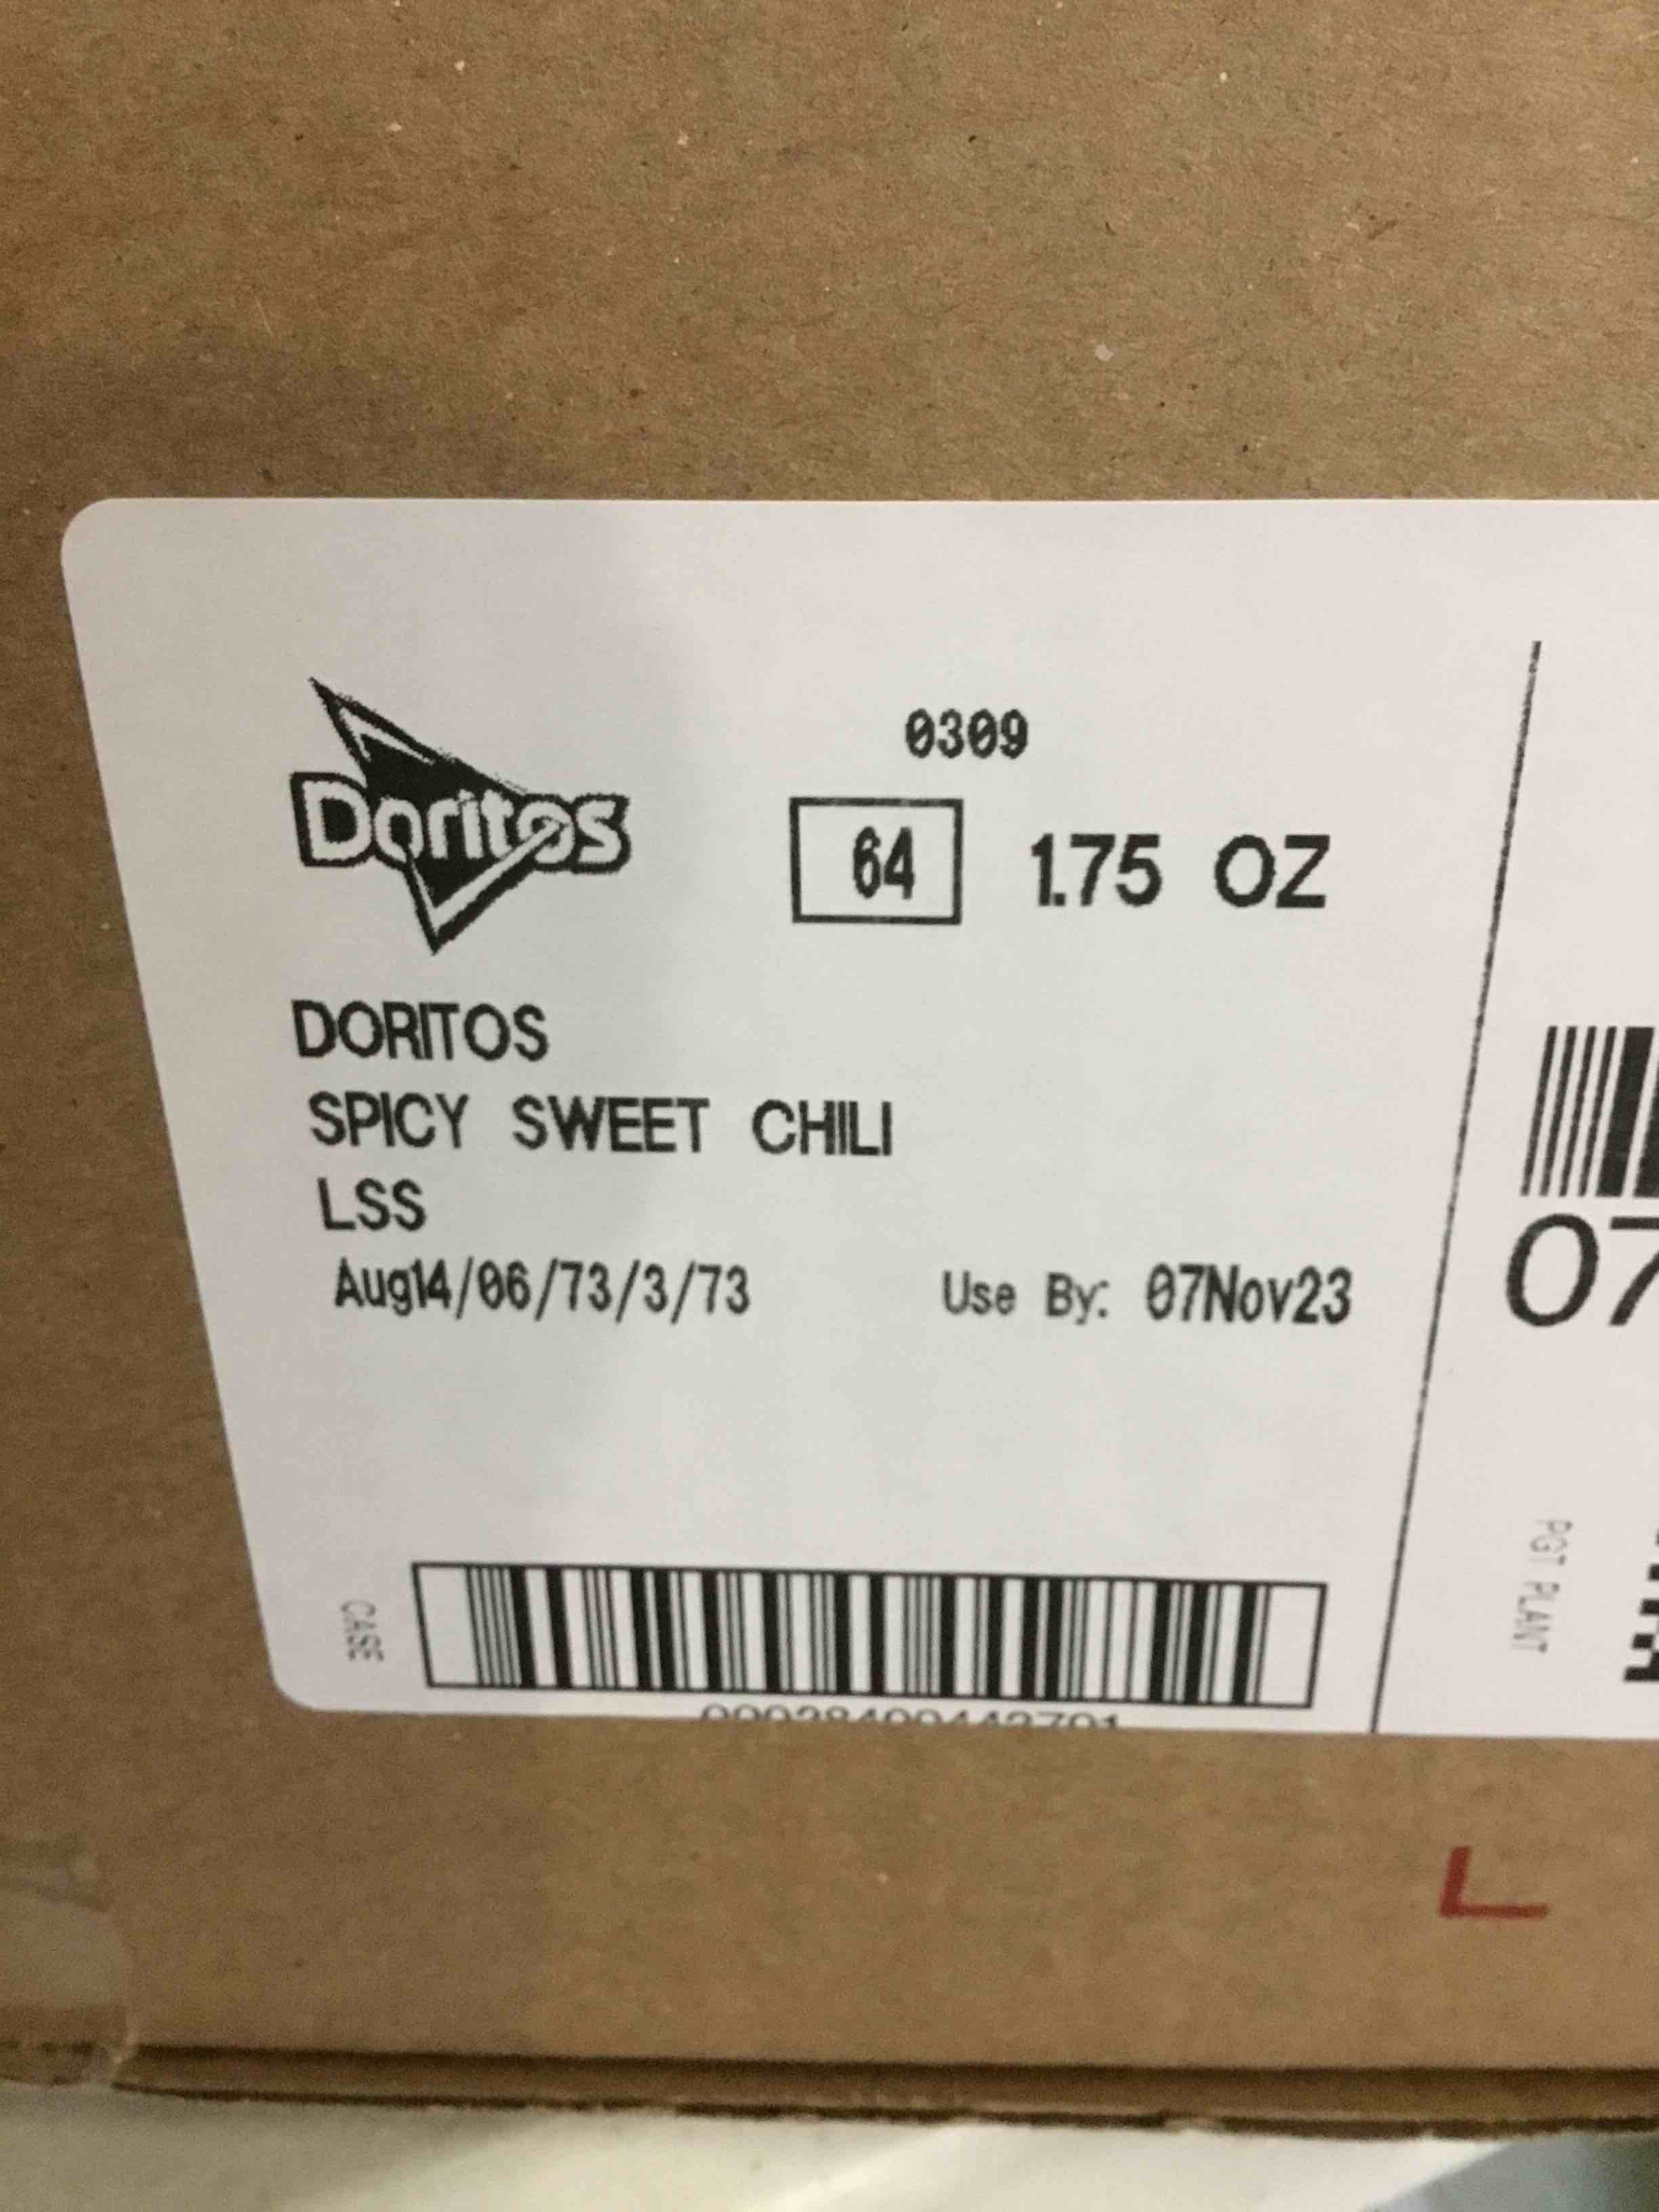 Doritos
0309
64 1.75 OZ
DORITOS
SPICY SWEET CHILI
LSS
Aug14/06/73/3/73 Use By: 07Nov23
07
CASE
PGT PLANT
L